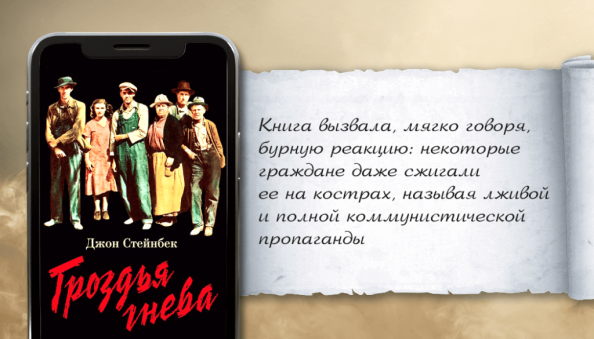 Джон Стейнбек
Гроздья
гнева
Книга вызвала, мягко говоря,
бурную реакцию: некоторые
граждане даже сжигали
ее на кострах, называя лживой
и полной коммунистической
пропаганды